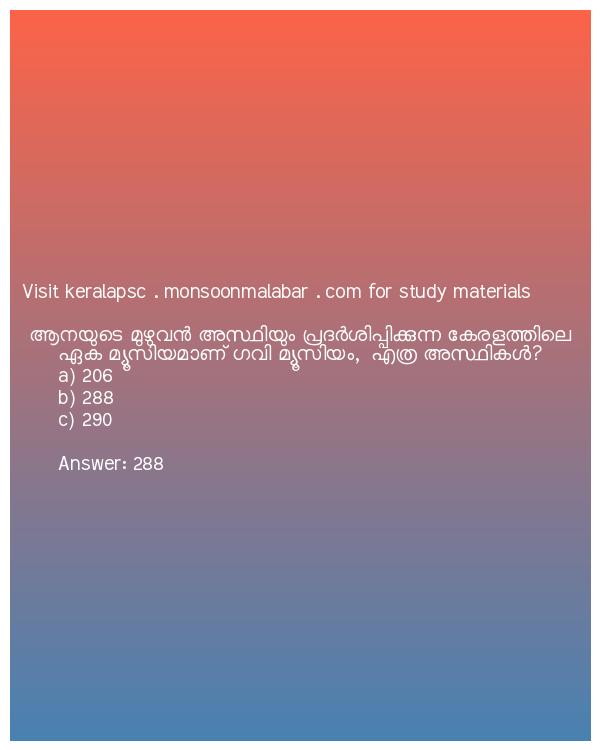 Visit keralapsc . monsoonmalabar . com for study materials
ആനയുടെ മുഴുവൻ അസ്ഥിയും പ്രദർശിപ്പിക്കുന്ന കേരളത്തിലെ
ഏക മ്യൂസിയമാണ് ഗവി മ്യൂസിയം, എത്ര അസ്ഥികൾ?
a) 206
b) 288
c) 290
Answer: 288